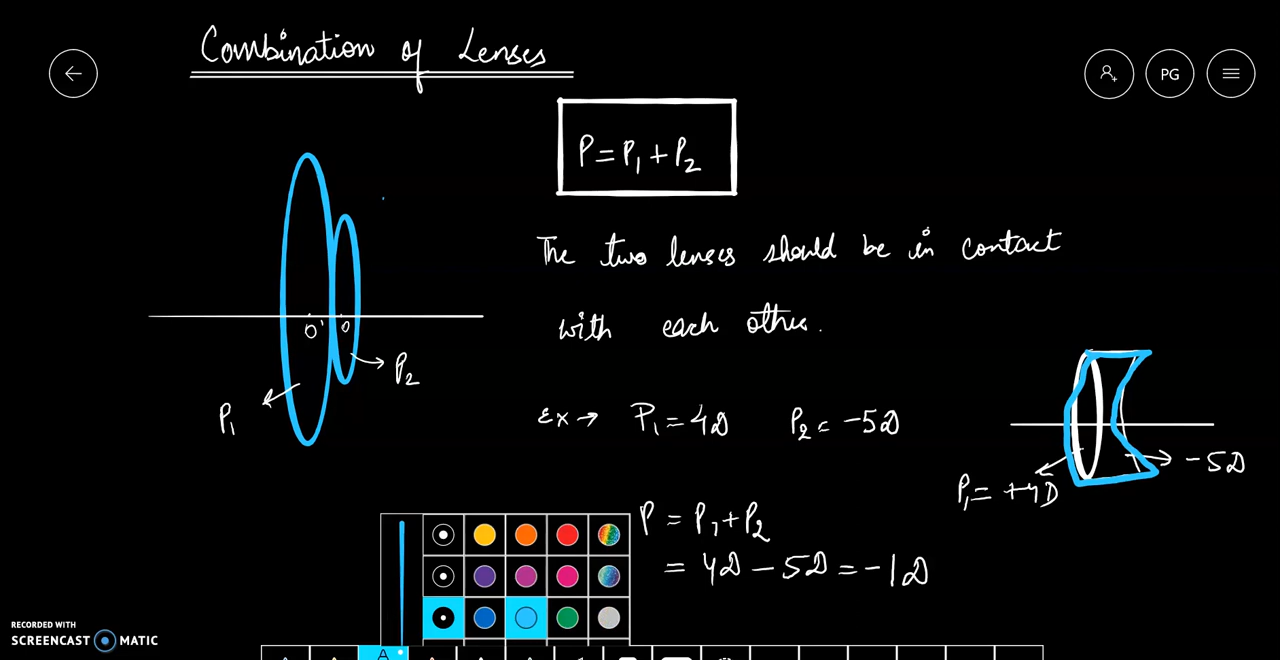 Combination of Lenses
PG
P = P1 + P2
The two lenses should be in contact
with each other.
O' O
P2
P1
Ex → P1 = 4D P2 = -5D
-5D
P1 = +4D
P = P1 + P2
= 4D - 5D = -1D
RECORDED WITH
SCREENCAST MATIC
A